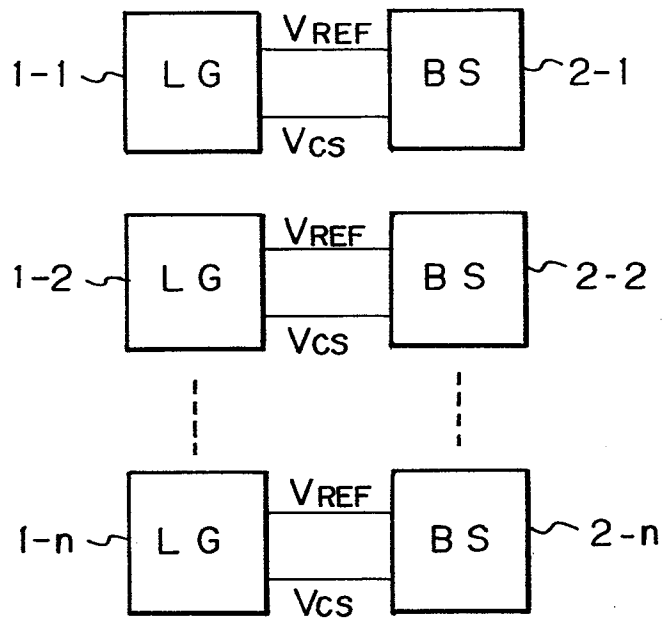 VREF
1-1 LG BS 2-1
VCS
VREF
1-2 LG BS 2-2
VCS
VREF
1-n LG BS 2-n
VCS